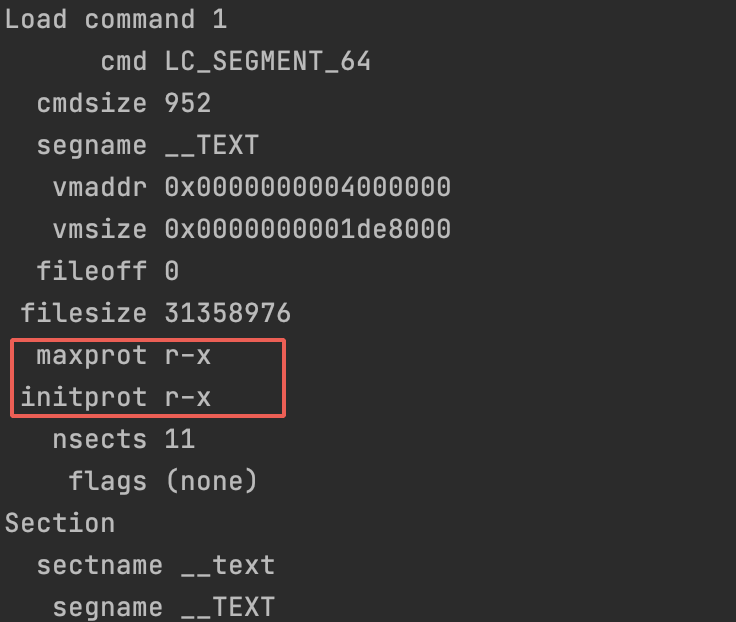 Load command 1
      cmd LC_SEGMENT_64
  cmdsize 952
  segname __TEXT
   vmaddr 0x0000000004000000
   vmsize 0x0000000001de8000
  fileoff 0
 filesize 31358976
  maxprot r-x
 initprot r-x
   nsects 11
    flags (none)
Section
  sectname __text
   segname __TEXT